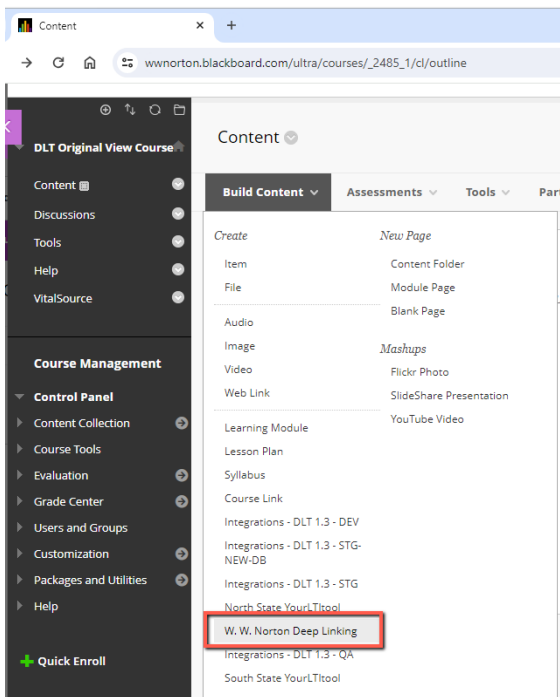 Content
wwnorton.blackboard.com/ultra/courses/_2485_1/cl/outline
DLT Original View Course
Content
Discussions
Tools
Help
VitalSource
Course Management
Control Panel
Content Collection
Course Tools
Evaluation
Grade Center
Users and Groups
Customization
Packages and Utilities
Help
Quick Enroll
Content
Build Content Assessments Tools Par
Create
Item
File
Audio
Image
Video
Web Link
Learning Module
Lesson Plan
Syllabus
Course Link
Integrations - DLT 1.3 - DEV
Integrations - DLT 1.3 - STG-
NEW-DB
Integrations - DLT 1.3 - STG
North State YourLTItool
W. W. Norton Deep Linking
Integrations - DLT 1.3 - QA
South State YourLTItool
New Page
Content Folder
Module Page
Blank Page
Mashups
Flickr Photo
SlideShare Presentation
YouTube Video